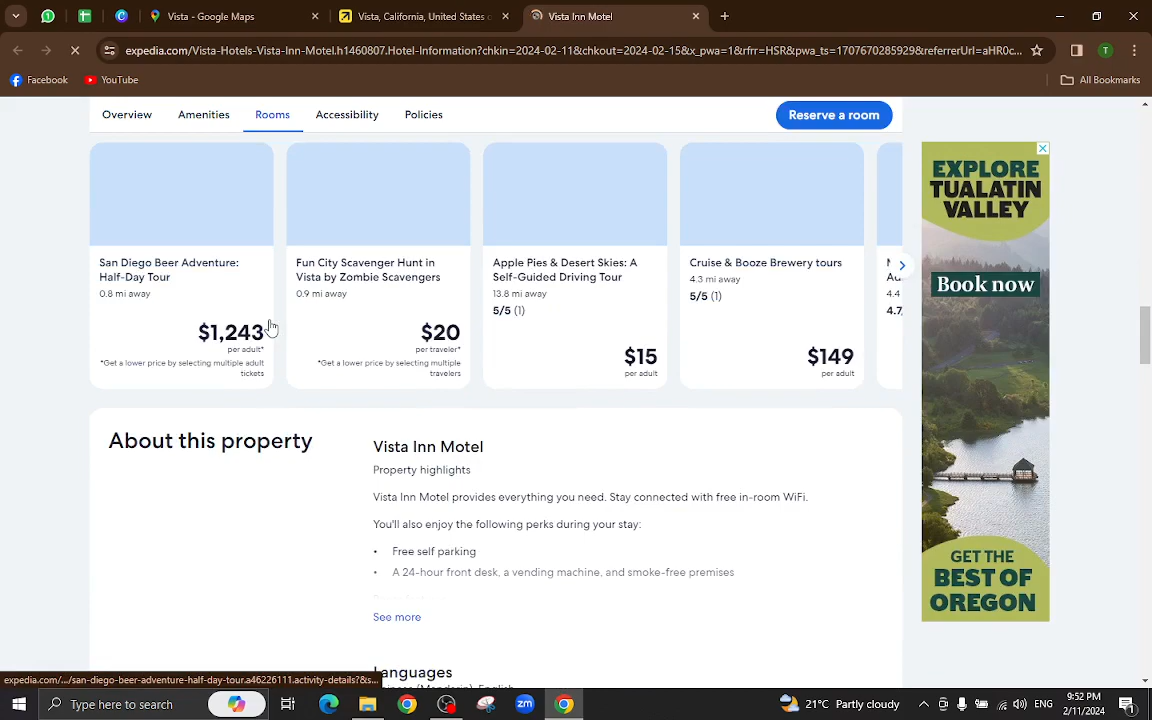 Vista - Google Maps
Vista, California, United States o
Vista Inn Motel
expedia.com/Vista-Hotels-Vista-Inn-Motel.h1460807.Hotel-Information?chkin=2024-02-11&chkout=2024-02-15&x_pwa=1&rfrr=HSR&pwa_ts=1707670285929&referrerUrl=aHR0c...
T
Facebook
YouTube
All Bookmarks
Overview
Amenities
Rooms
Accessibility
Policies
Reserve a room
San Diego Beer Adventure:
Half-Day Tour
0.8 mi away
$1,243
per adult*
*Get a lower price by selecting multiple adult
tickets
Fun City Scavenger Hunt in
Vista by Zombie Scavengers
0.9 mi away
$20
per traveler*
*Get a lower price by selecting multiple
travelers
Apple Pies & Desert Skies: A
Self-Guided Driving Tour
13.8 mi away
5/5 (1)
$15
per adult
Cruise & Booze Brewery tours
4.3 mi away
5/5 (1)
$149
per adult
4.4
4.7
EXPLORE
TUALATIN
VALLEY
Book now
GET THE
BEST OF
OREGON
About this property
Vista Inn Motel
Property highlights
Vista Inn Motel provides everything you need. Stay connected with free in-room WiFi.
You'll also enjoy the following perks during your stay:
• Free self parking
• A 24-hour front desk, a vending machine, and smoke-free premises
See more
Languages
expedia.com/.../san-diego-beer-adventure-half-day-tour.a46226111.activity-details?&s...
Type here to search
zm
21°C Partly cloudy
ENG
9:52 PM
2/11/2024